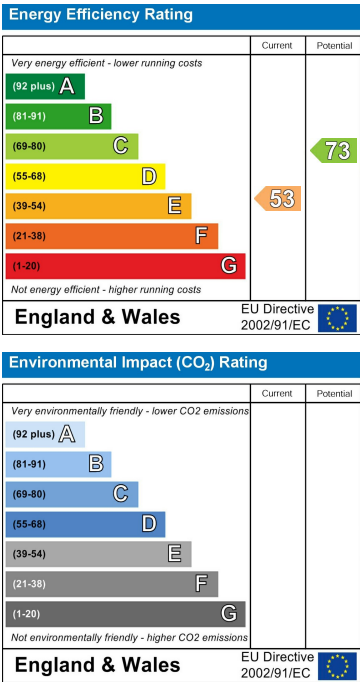 Energy Efficiency Rating
Current Potential
Very energy efficient - lower running costs
(92 plus) A
(81-91) B
(69-80) C
(55-68) D
(39-54) E
(21-38) F
(1-20) G
53
73
Not energy efficient - higher running costs
England & Wales
EU Directive
2002/91/EC
Environmental Impact (CO₂) Rating
Current Potential
Very environmentally friendly - lower CO2 emissions
(92 plus) A
(81-91) B
(69-80) C
(55-68) D
(39-54) E
(21-38) F
(1-20) G
Not environmentally friendly - higher CO2 emissions
England & Wales
EU Directive
2002/91/EC